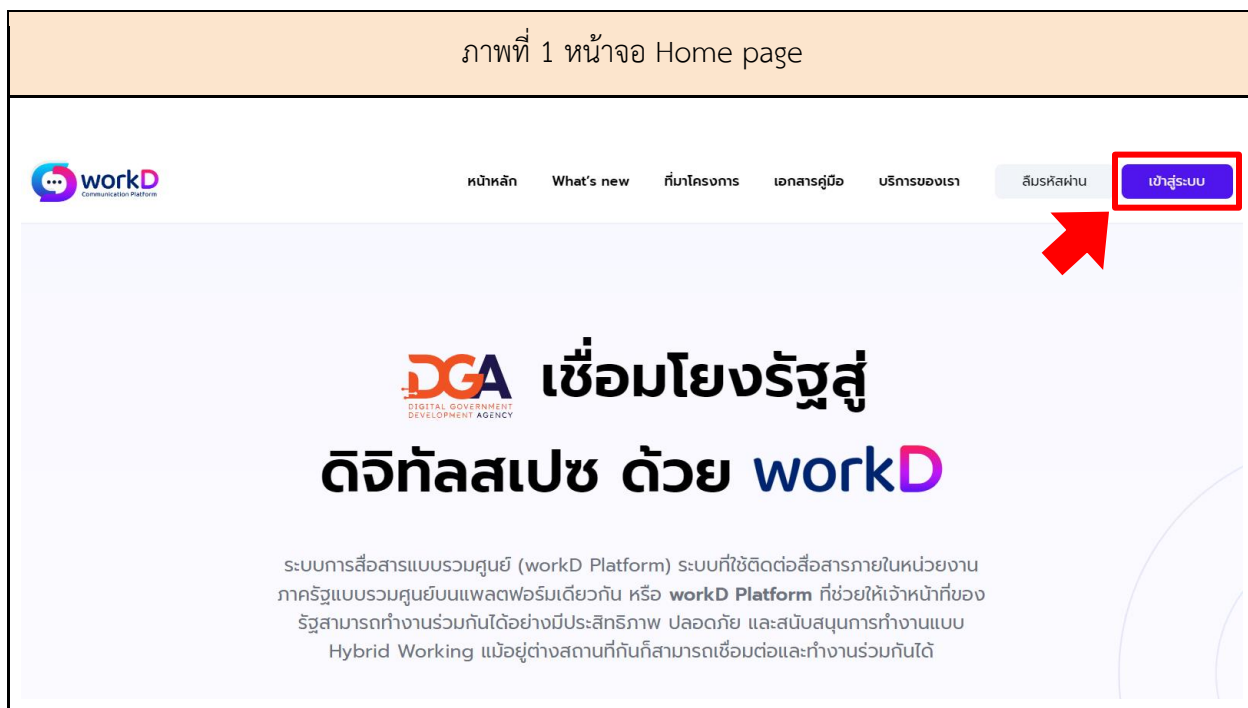 ภาพที่ 1 หน้าจอ Home page
workD
Communication Platform
หน้าหลัก What's new ที่มาโครงการ เอกสารคู่มือ บริการของเรา ลืมรหัสผ่าน เข้าสู่ระบบ
DGA เชื่อมโยงรัฐสู่
DIGITAL GOVERNMENT
DEVELOPMENT AGENCY
ดิจิทัลสเปซ ด้วย workD
ระบบการสื่อสารแบบรวมศูนย์ (workD Platform) ระบบที่ใช้ติดต่อสื่อสารภายในหน่วยงาน
ภาครัฐแบบรวมศูนย์บนแพลตฟอร์มเดียวกัน หรือ workD Platform ที่ช่วยให้เจ้าหน้าที่ของ
รัฐสามารถทำงานร่วมกันได้อย่างมีประสิทธิภาพ ปลอดภัย และสนับสนุนการทำงานแบบ
Hybrid Working แม้อยู่ต่างสถานที่กันก็สามารถเชื่อมต่อและทำงานร่วมกันได้